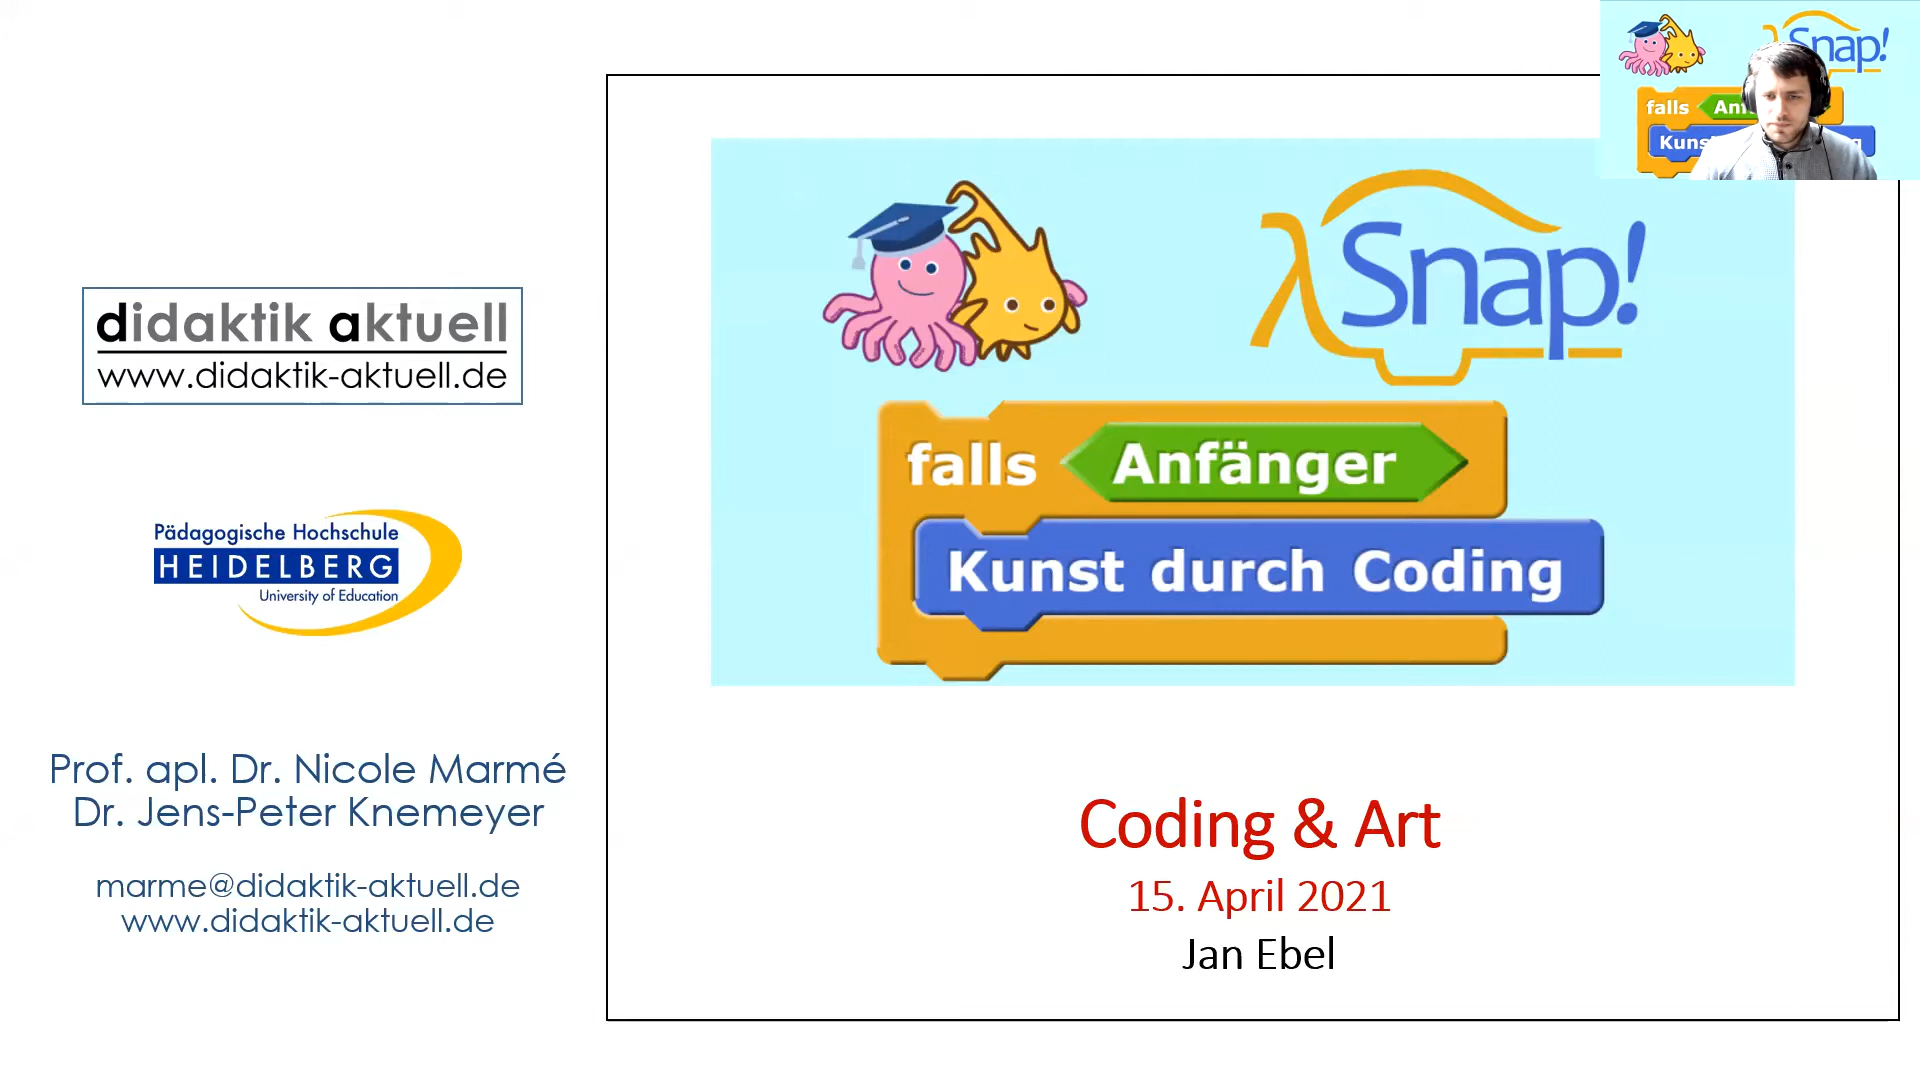 didaktik aktuell
www.didaktik-aktuell.de
Pädagogische Hochschule
HEIDELBERG
University of Education
Prof. apl. Dr. Nicole Marmé
Dr. Jens-Peter Knemeyer
marme@didaktik-aktuell.de
www.didaktik-aktuell.de
λSnap!
falls Anfänger
Kunst durch Coding
Coding & Art
15. April 2021
Jan Ebel
Snap!
falls